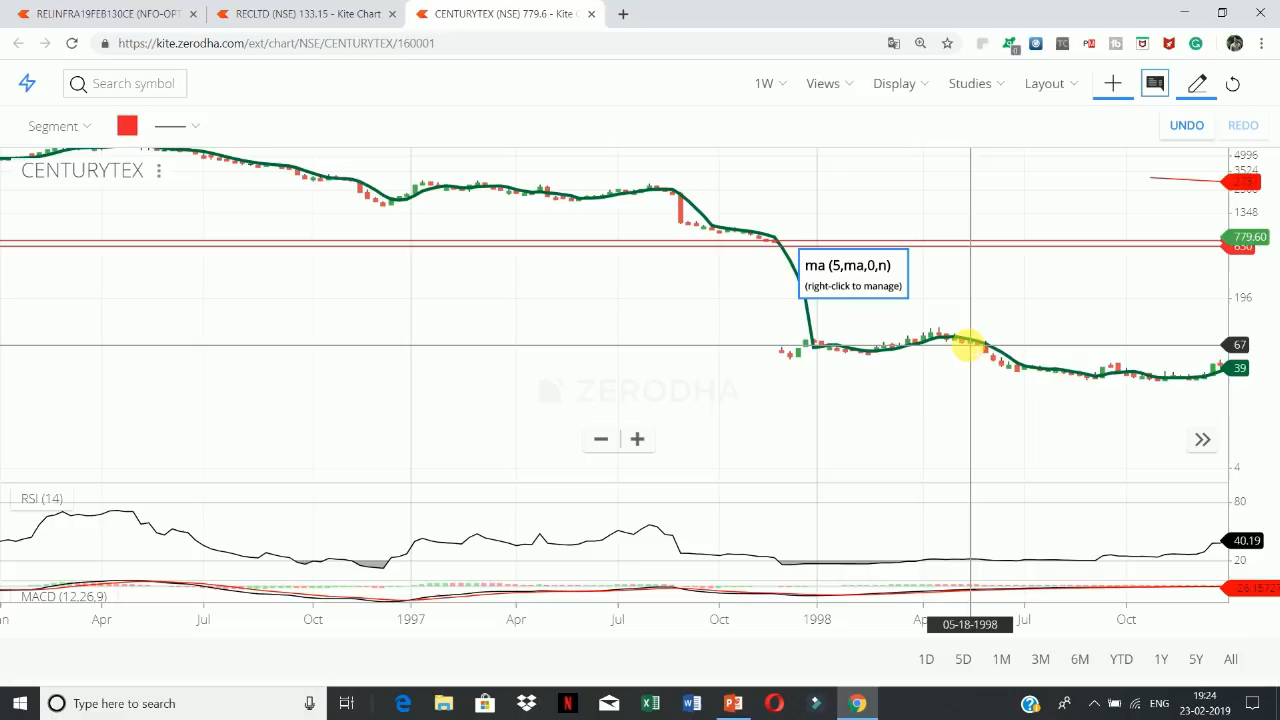 RELINFRA19FEB130CE (NFO-OPT
RECLTD (NSE) 133.15 - Kite Chart
CENTURYTEX (NSE) 779.6 - Kite C
https://kite.zerodha.com/ext/chart/NSE/CENTURYTEX/160001
Search symbol
1W
Views
Display
Studies
Layout
Segment
UNDO
REDO
CENTURYTEX
4996
3524
1348
779.60
630
196
67
39
4
ma (5,ma,0,n)
(right-click to manage)
ZERODHA
RSI (14)
80
40.19
20
MACD (12,26,9)
Apr
Jul
Oct
1997
Apr
Jul
Oct
1998
05-18-1998
Jul
Oct
1D
5D
1M
3M
6M
YTD
1Y
5Y
All
Type here to search
ENG
19:24
23-02-2019